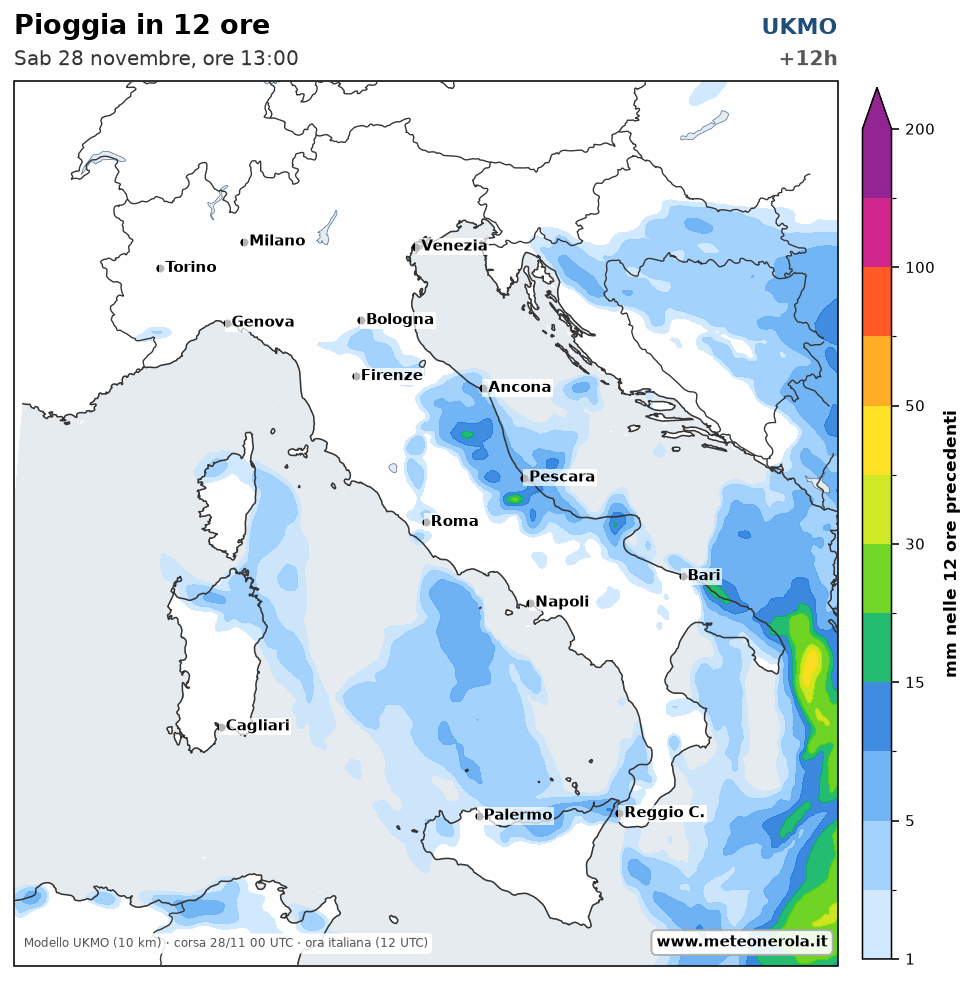 Pioggia in 12 ore
UKMO
Sab 28 novembre, ore 13:00
+12h
200
100
50
30
15
5
1
mm nelle 12 ore precedenti
Milano
Venezia
Torino
Genova
Bologna
Firenze
Ancona
Pescara
Roma
Bari
Napoli
Cagliari
Palermo
Reggio C.
Modello UKMO (10 km) · corsa 28/11 00 UTC · ora italiana (12 UTC)
www.meteonerola.it